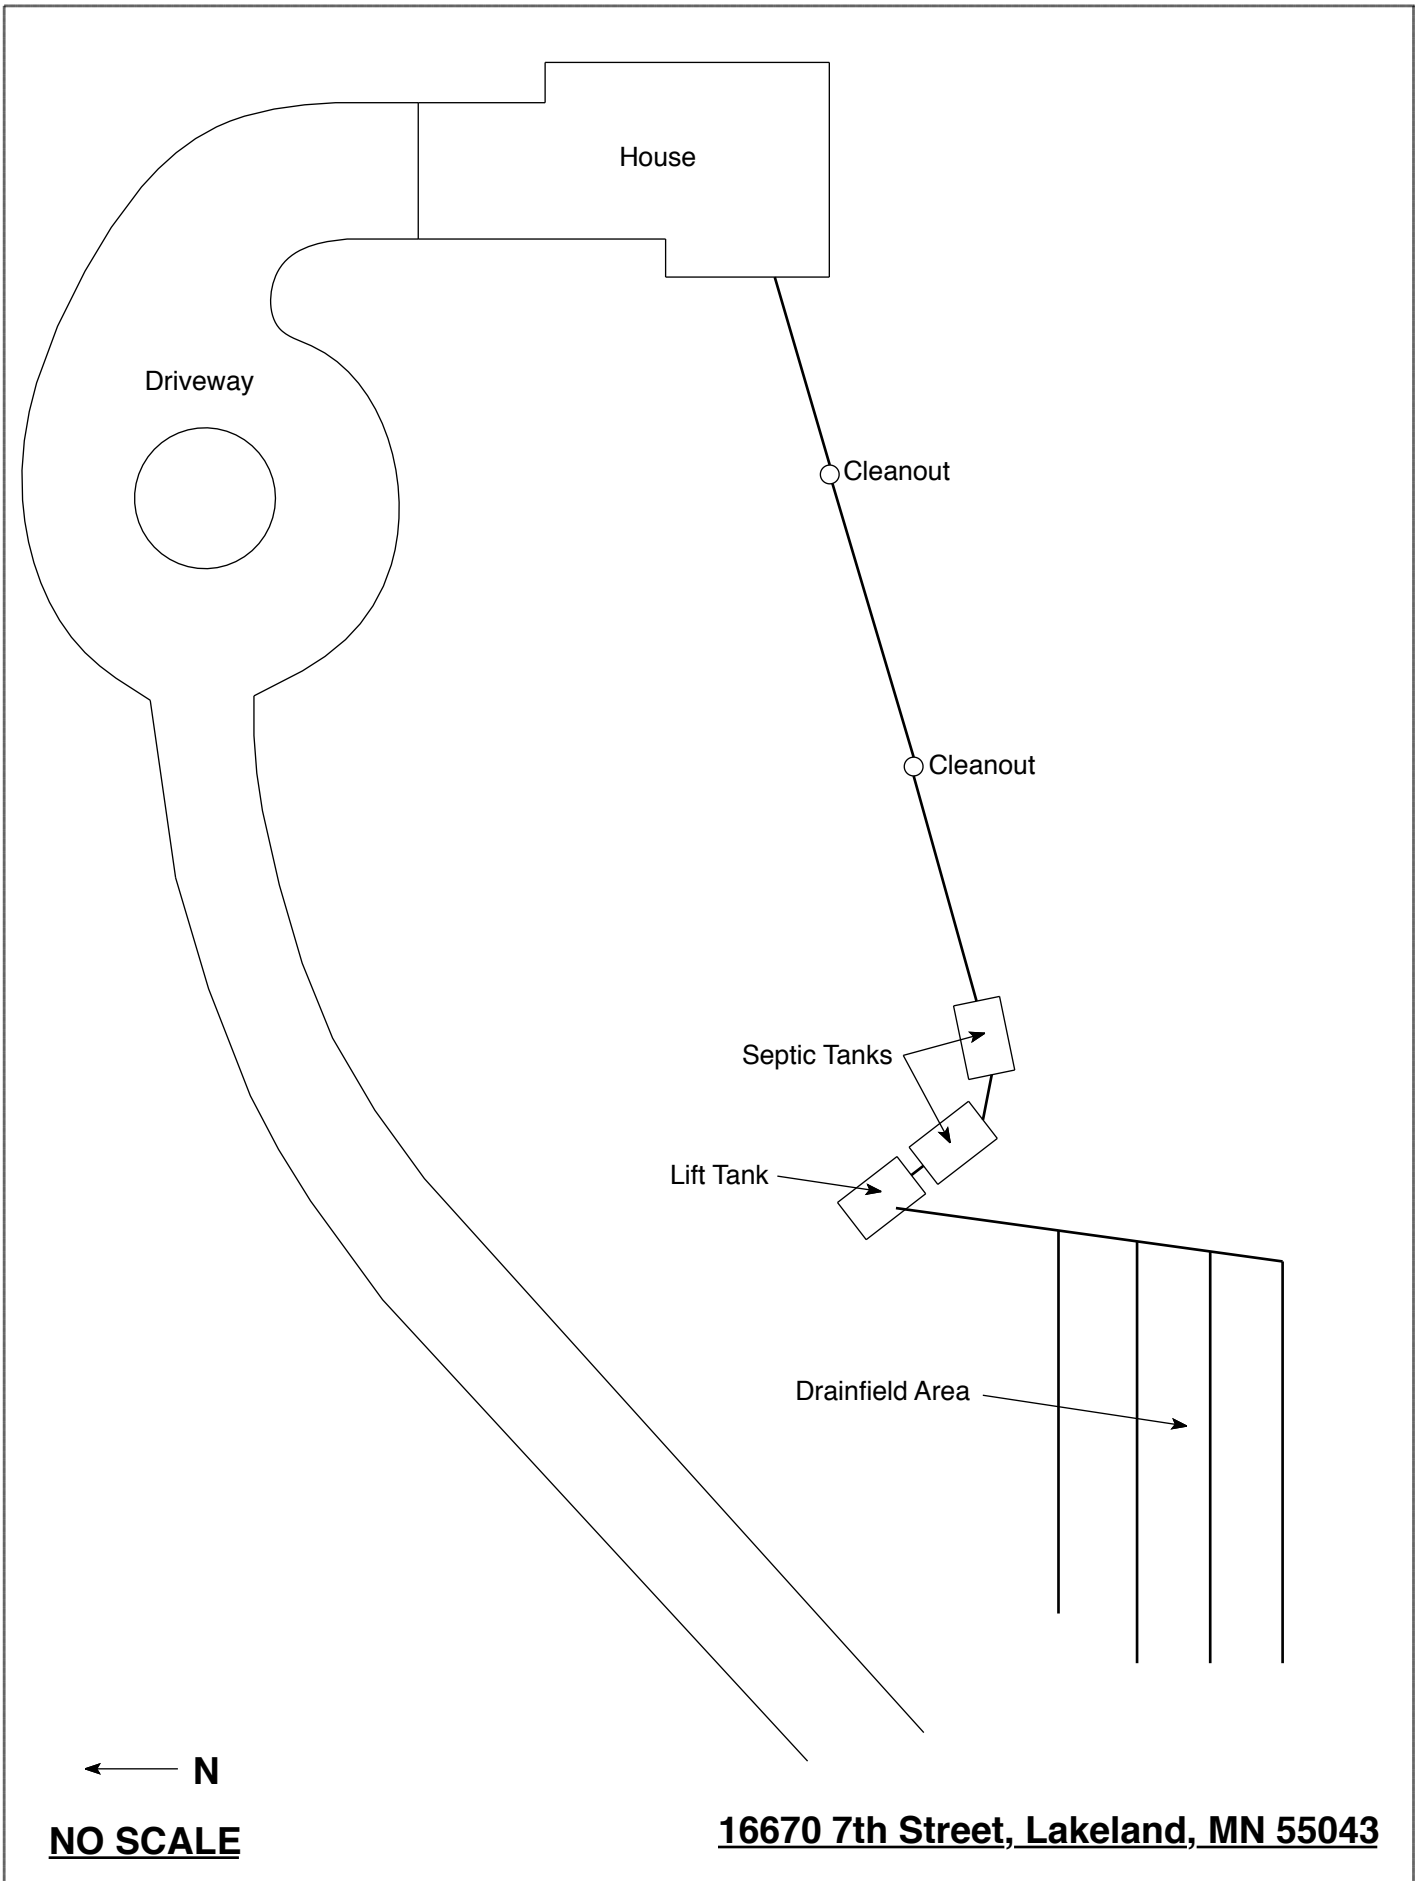 House
Driveway
Cleanout
Cleanout
Septic Tanks
Lift Tank
Drainfield Area
N
NO SCALE
16670 7th Street, Lakeland, MN 55043